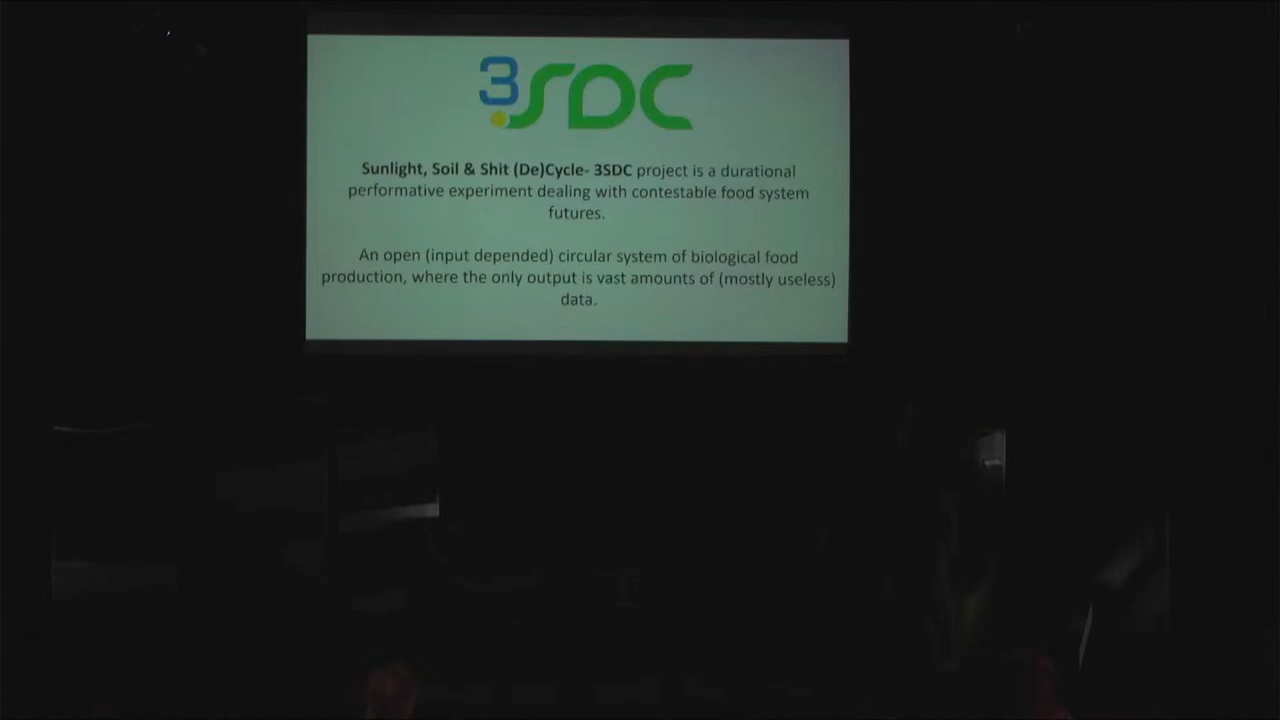 3SDC
Sunlight, Soil & Shit (De)Cycle- 3SDC project is a durational
performative experiment dealing with contestable food system
futures.
An open (input depended) circular system of biological food
production, where the only output is vast amounts of (mostly useless)
data.